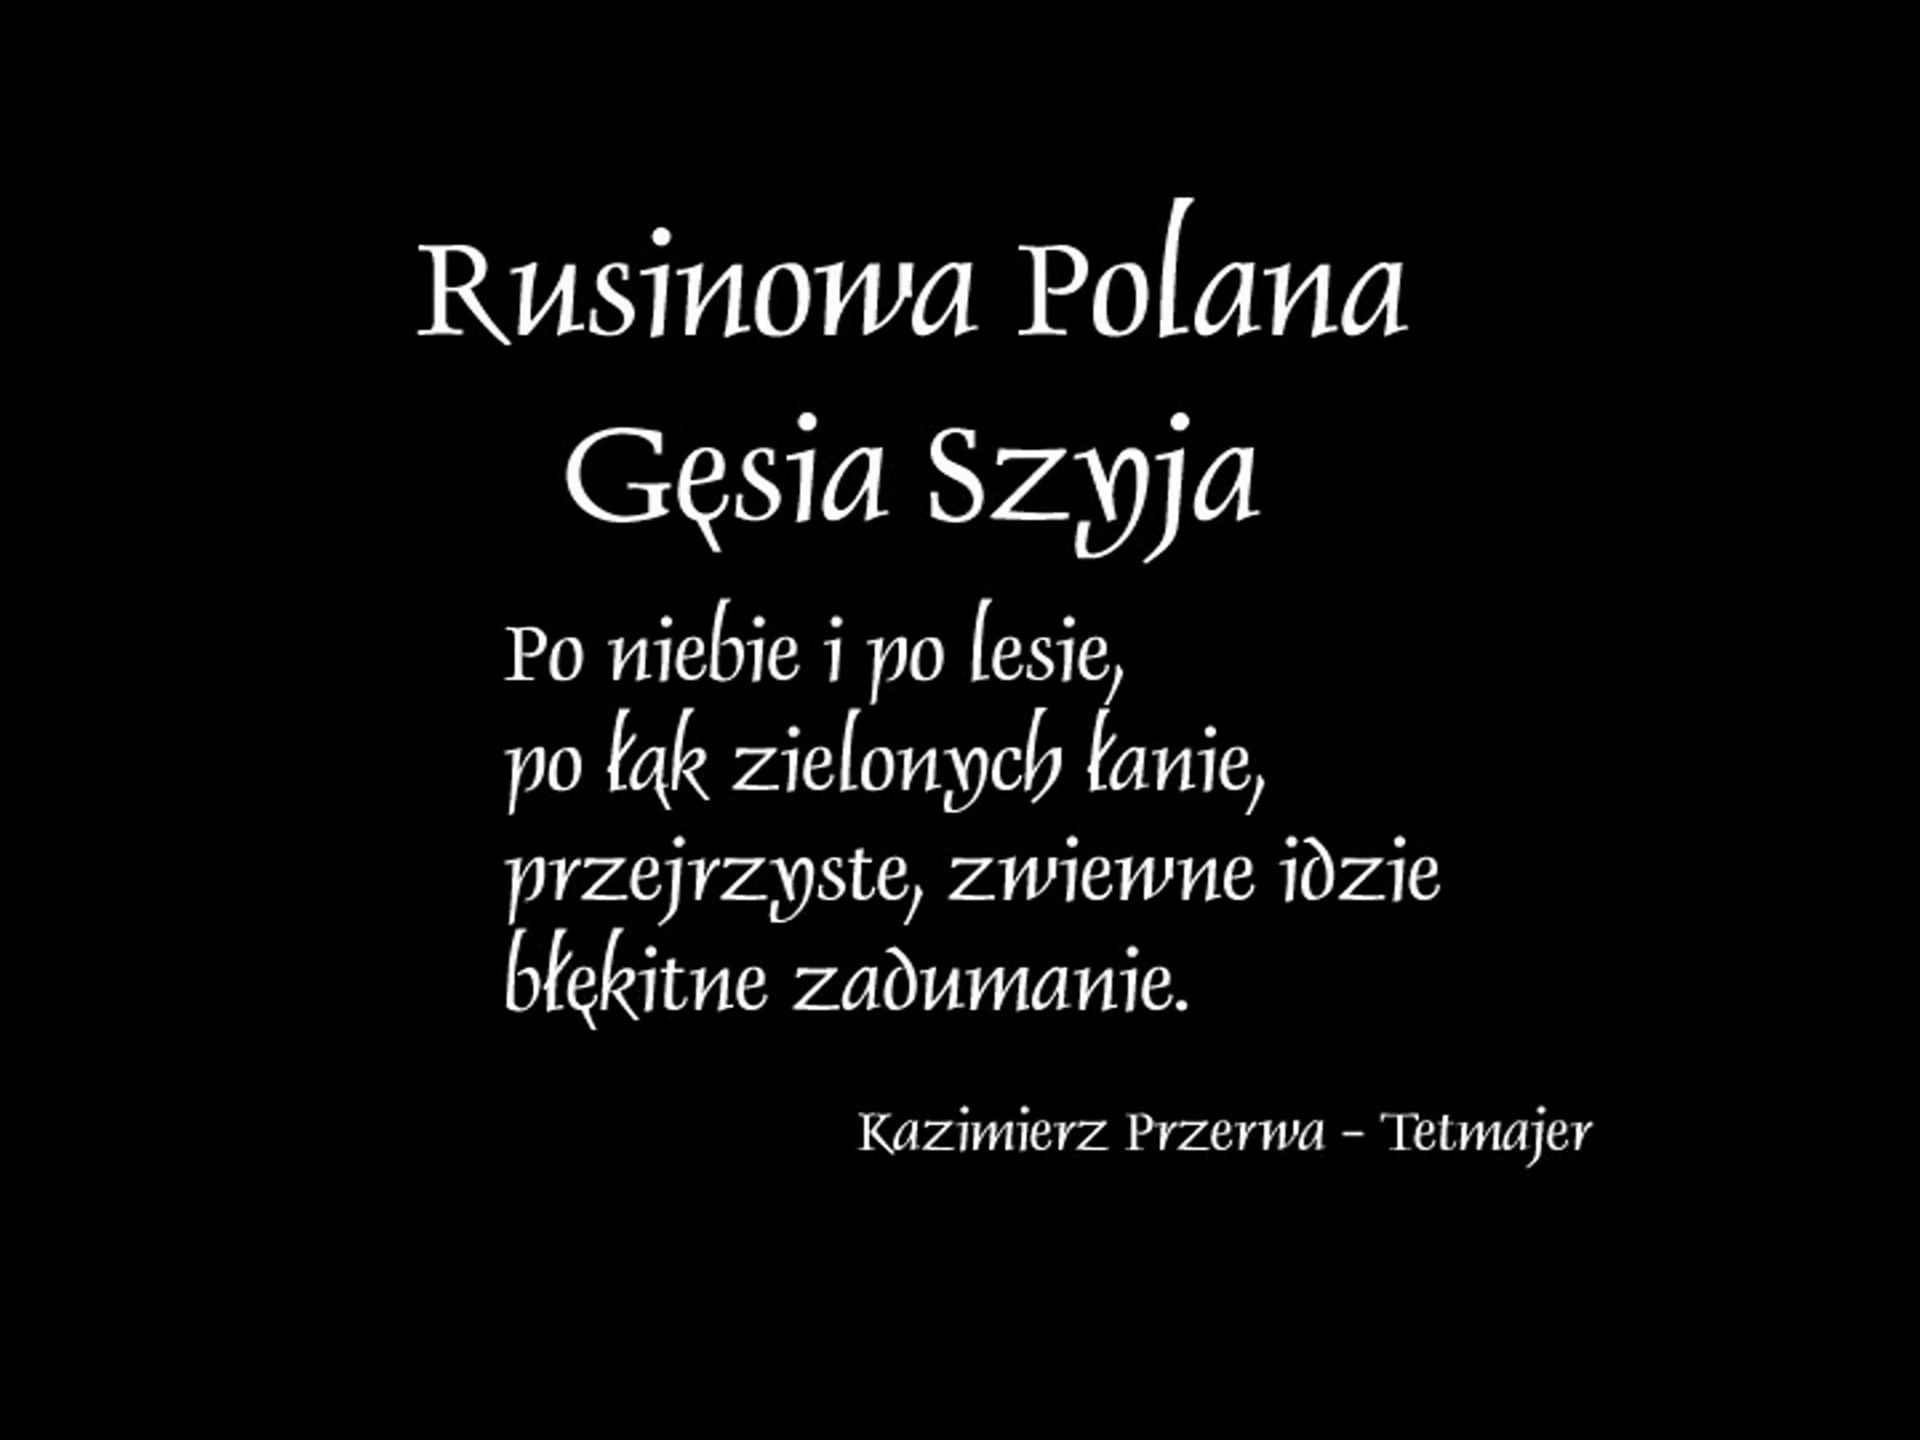 Rusinowa Polana
Gęsia Szyja
Po niebie i po lesie,
po łąk zielonych łanie,
przejrzyste, zwiewne idzie
błękitne zadumanie.
Kazimierz Przerwa - Tetmajer